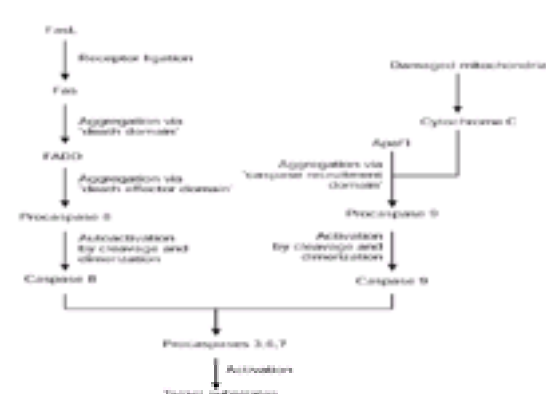 FasL
Receptor ligation
Fas
Aggregation via
'death domain'
FADD
Aggregation via
'death effector domain'
Procaspase 8
Autoactivation
by cleavage and
dimerization
Caspase 8
Damaged mitochondria
Cytochrome C
Apaf1
Aggregation via
'caspase recruitment
domain'
Procaspase 9
Activation
by cleavage and
dimerization
Caspase 9
Procaspases 3,6,7
Activation